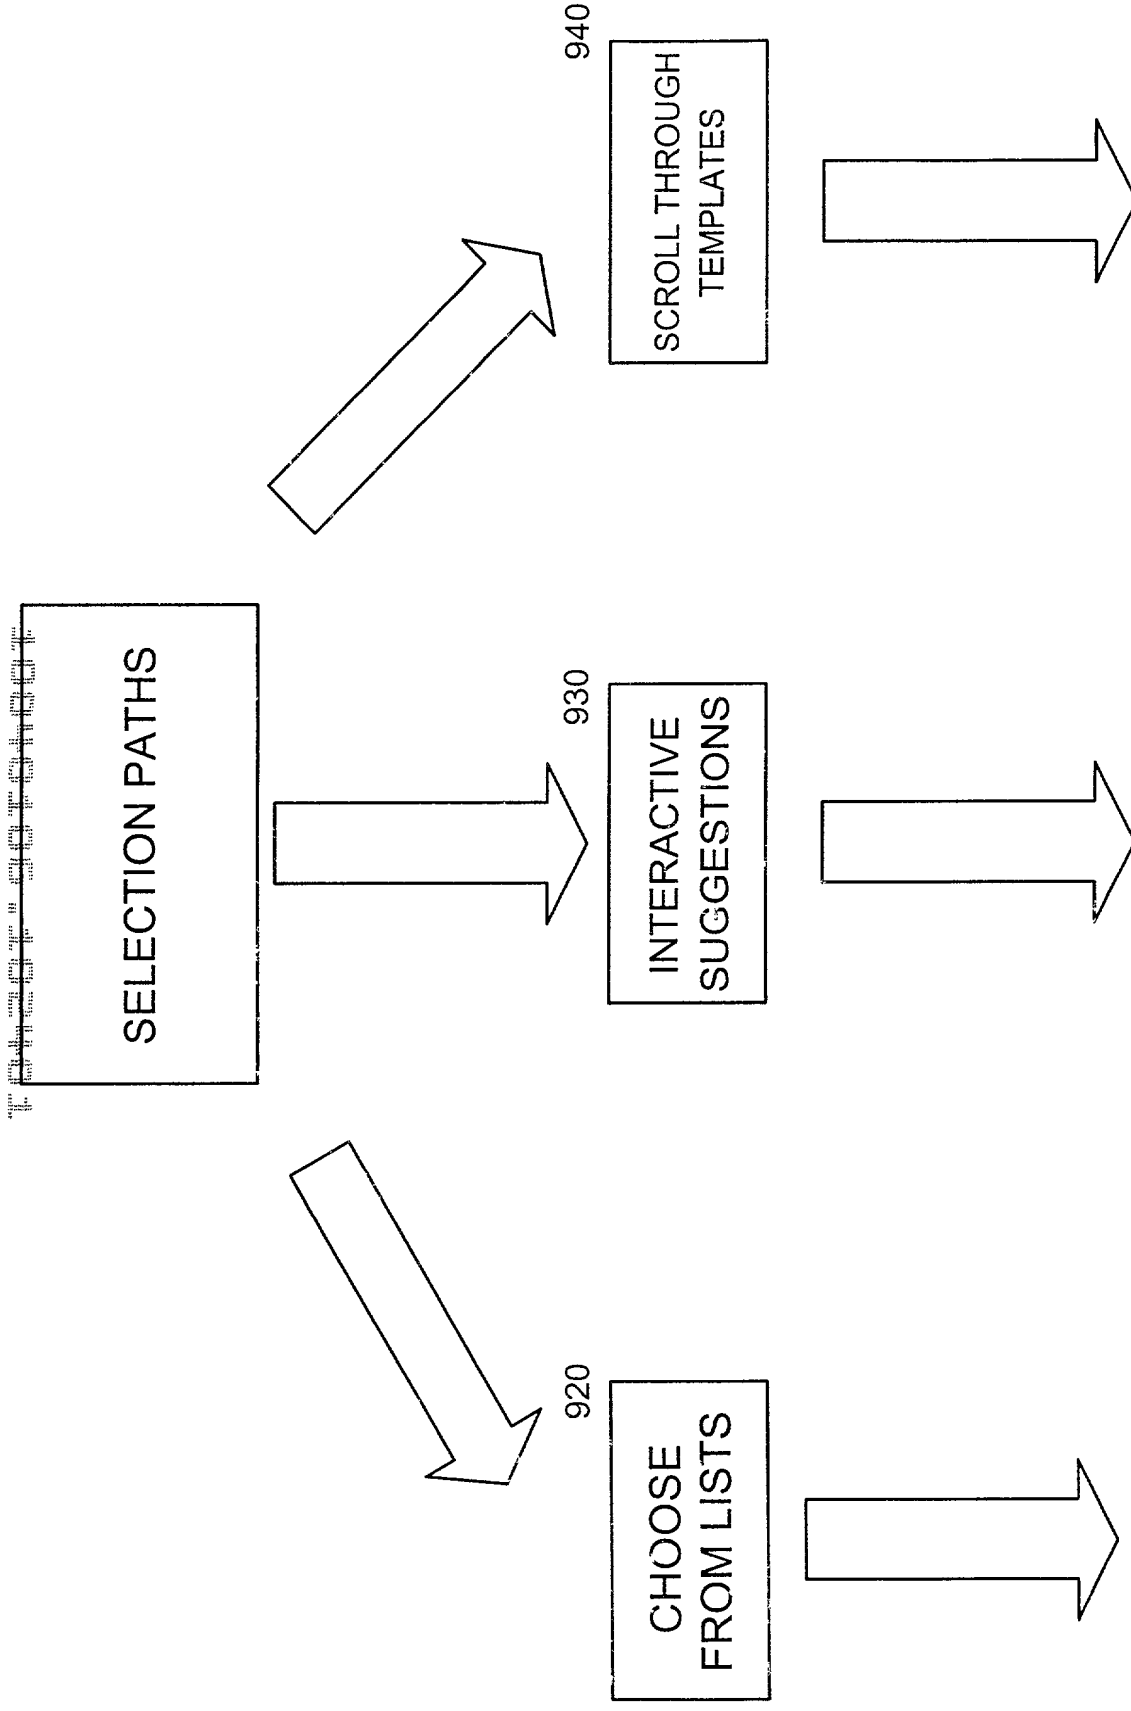 SELECTION PATHS
920
CHOOSE
FROM LISTS
930
INTERACTIVE
SUGGESTIONS
940
SCROLL THROUGH
TEMPLATES